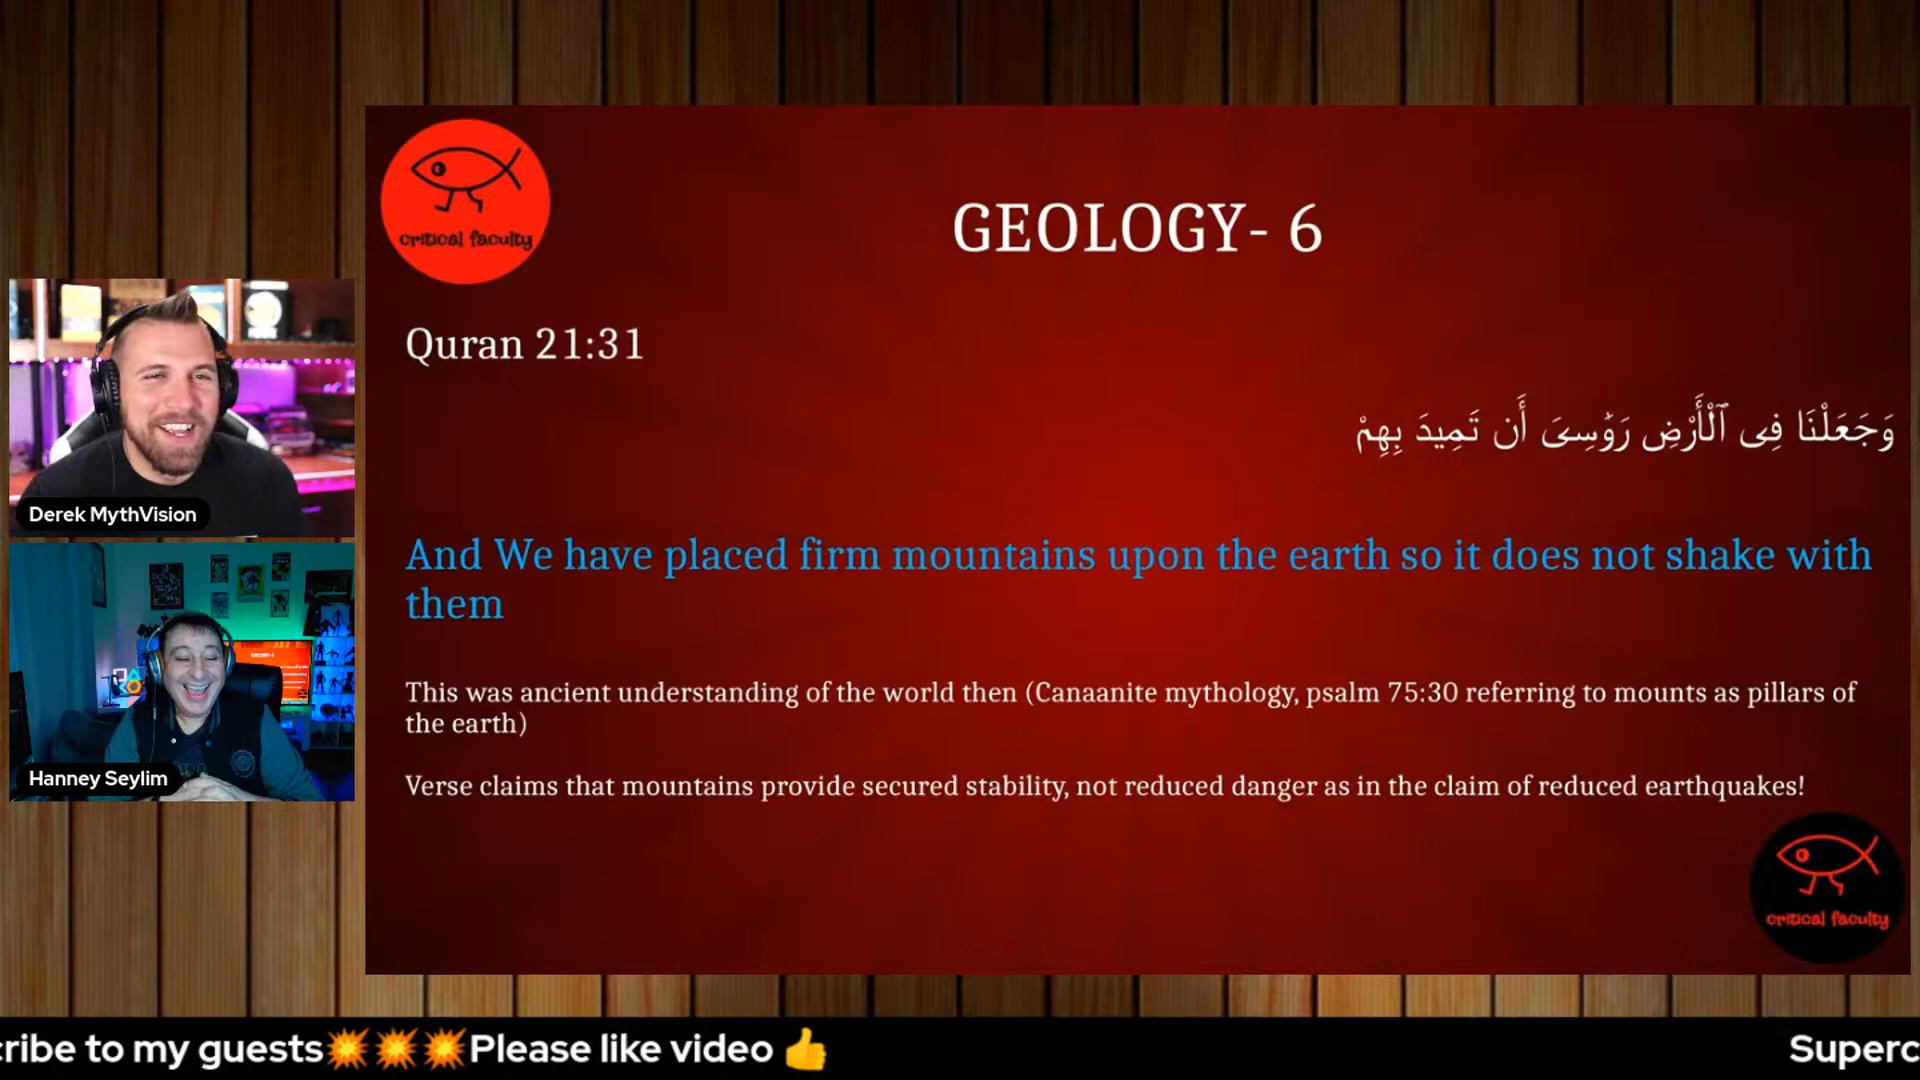 critical faculty
GEOLOGY- 6
Quran 21:31
وَجَعَلْنَا فِى ٱلْأَرْضِ رَوَٰسِىَ أَن تَمِيدَ بِهِمْ
And We have placed firm mountains upon the earth so it does not shake with
them
This was ancient understanding of the world then (Canaanite mythology, psalm 75:30 referring to mounts as pillars of
the earth)
Verse claims that mountains provide secured stability, not reduced danger as in the claim of reduced earthquakes!
critical faculty
Derek MythVision
Hanney Seylim
cribe to my guests💥💥💥Please like video 👍
Superc